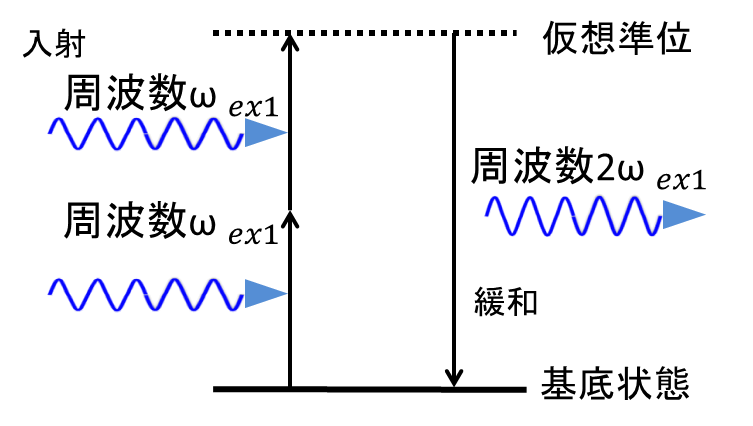 入射
仮想準位
周波数ω ex1
周波数2ω ex1
周波数ω ex1
緩和
基底状態